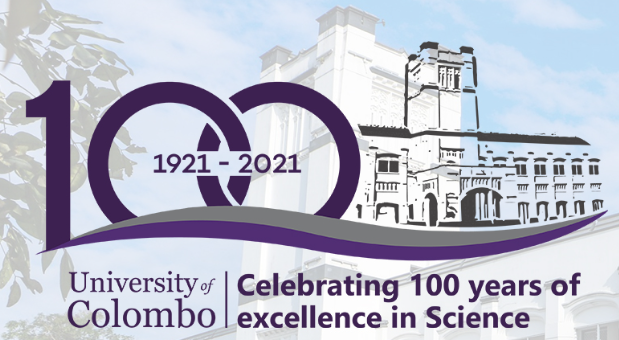 100
1921 - 2021
University of
Colombo
Celebrating 100 years of
excellence in Science